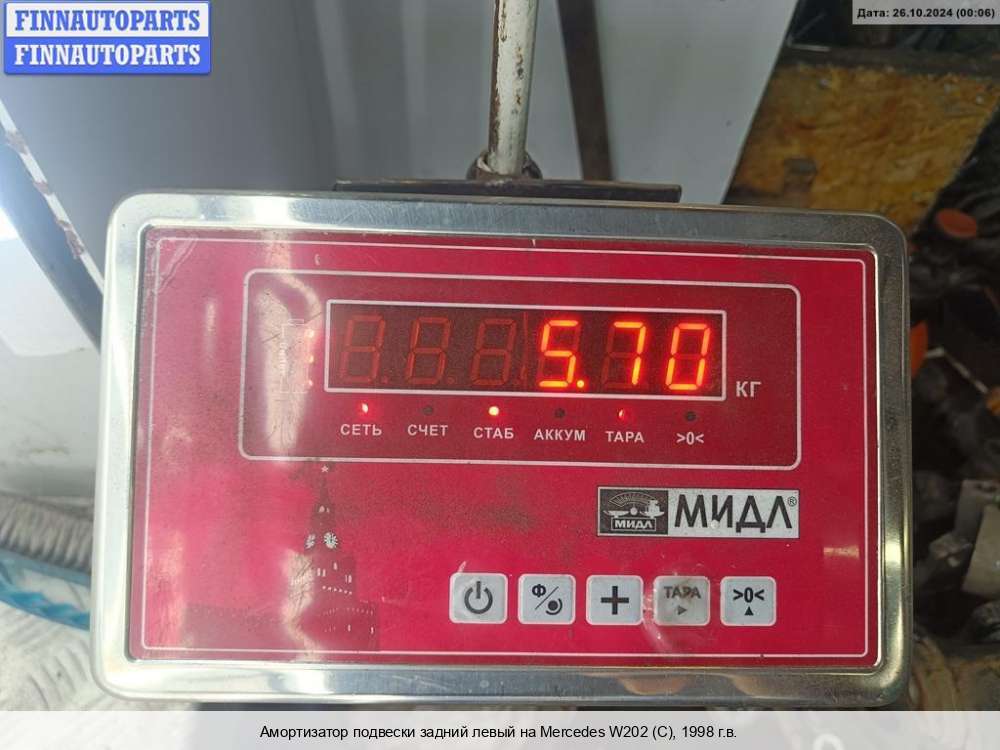 FINNAUTOPARTS
FINNAUTOPARTS
Дата: 26.10.2024 (00:06)
5.70
КГ
СЕТЬ СЧЕТ СТАБ АККУМ ТАРА >0<
МИДЛ МИДЛ®
Ф ТАРА >0<
Амортизатор подвески задний левый на Mercedes W202 (C), 1998 г.в.